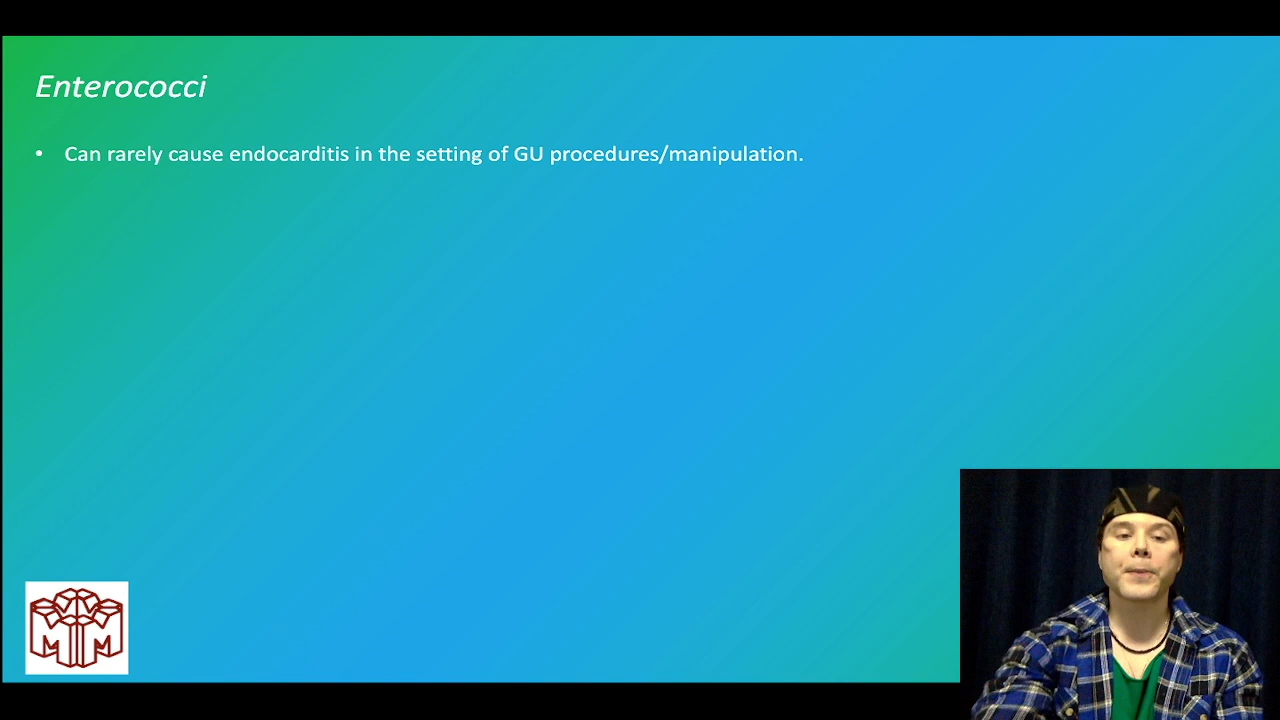 Enterococci
• Can rarely cause endocarditis in the setting of GU procedures/manipulation.